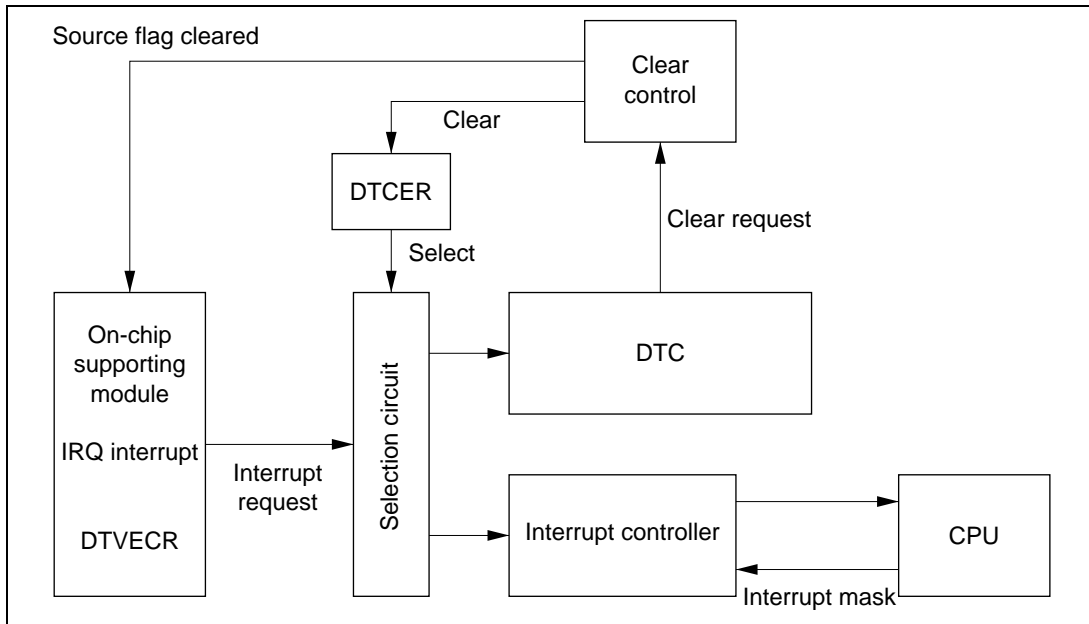 Source flag cleared
Clear
control
Clear
DTCER
Clear request
Select
On-chip
supporting
module
IRQ interrupt
DTVECR
Interrupt
request
Selection circuit
DTC
Interrupt controller
CPU
Interrupt mask